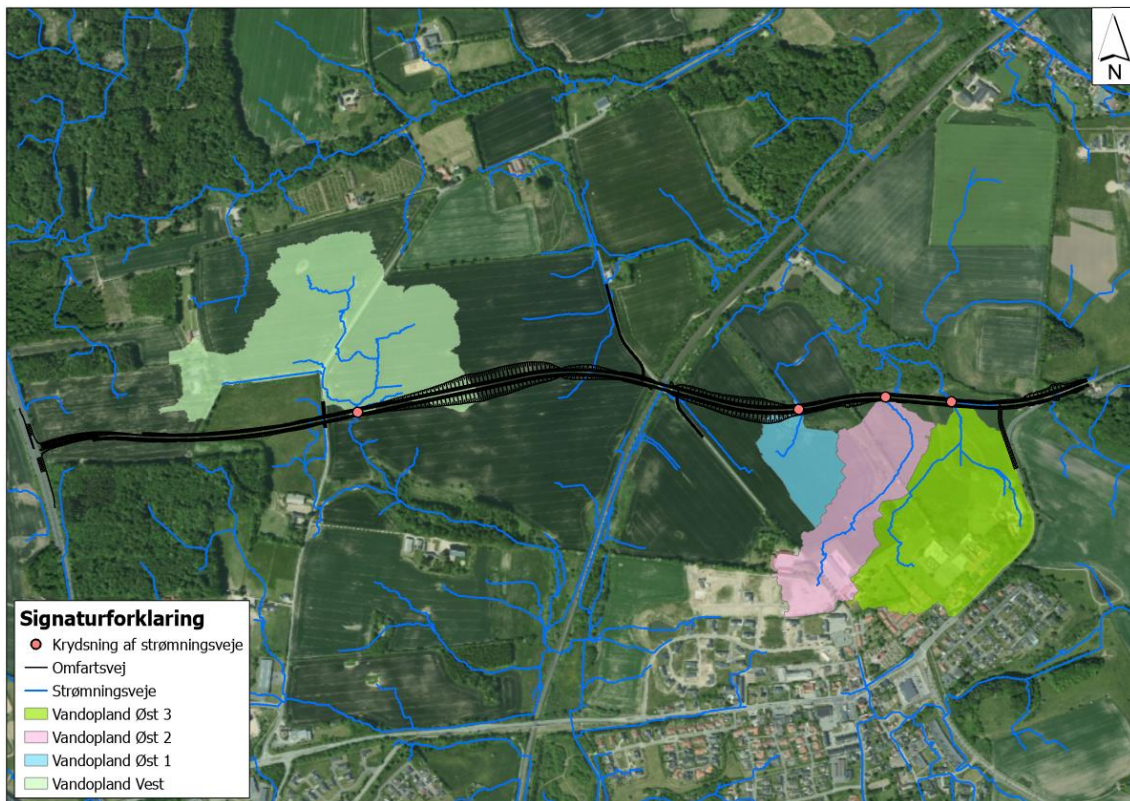 N
Signaturforklaring
Krydsning af strømningsveje
Omfartsvej
Strømningsveje
Vandopland Øst 3
Vandopland Øst 2
Vandopland Øst 1
Vandopland Vest